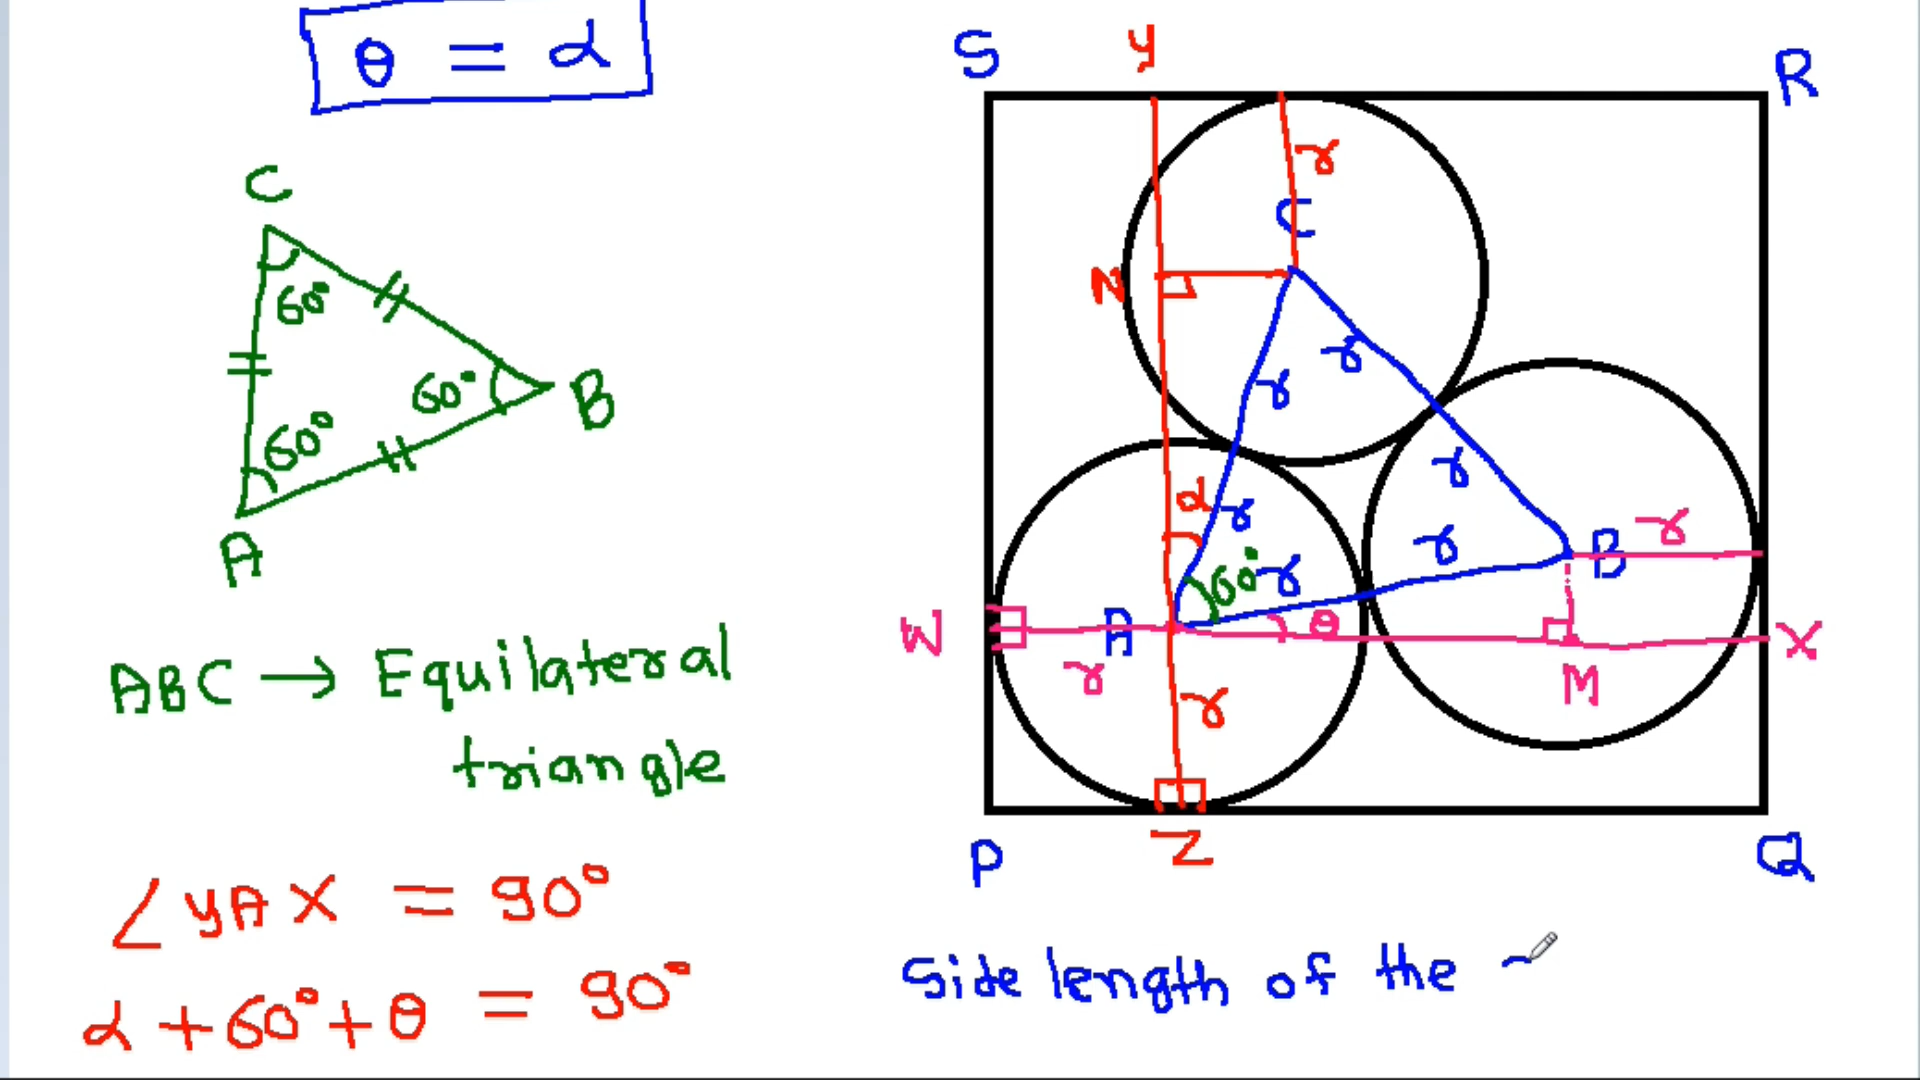 θ = α
C
60°
60°
B
60°
A
ABC → Equilateral
triangle
∠YAX = 90°
α + 60° + θ = 90°
S
Y
R
r
C
N
r
r
r
α
r
r
r
60°
r
B
W
A
θ
X
r
M
r
P
Z
Q
Side length of the